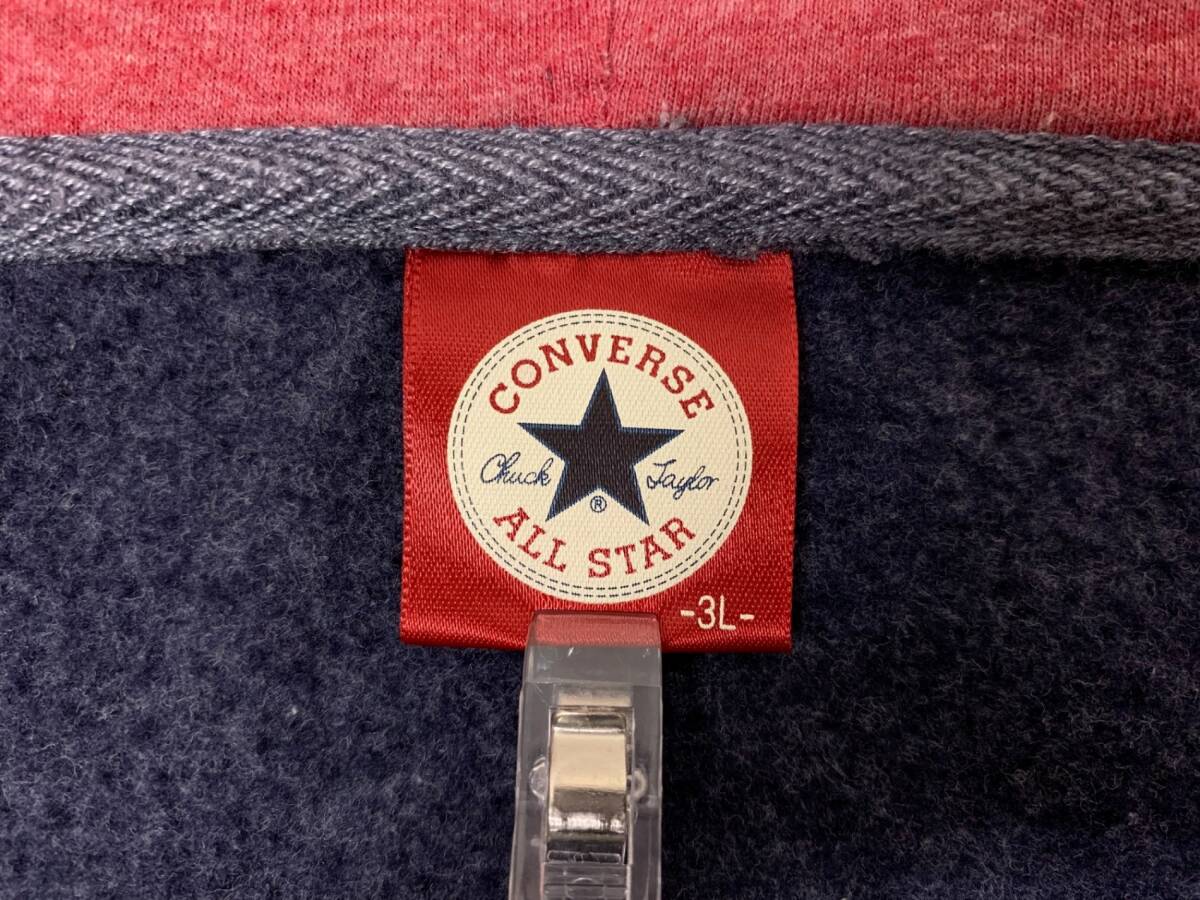 CONVERSE
Chuck Taylor
®
ALL STAR
-3L-